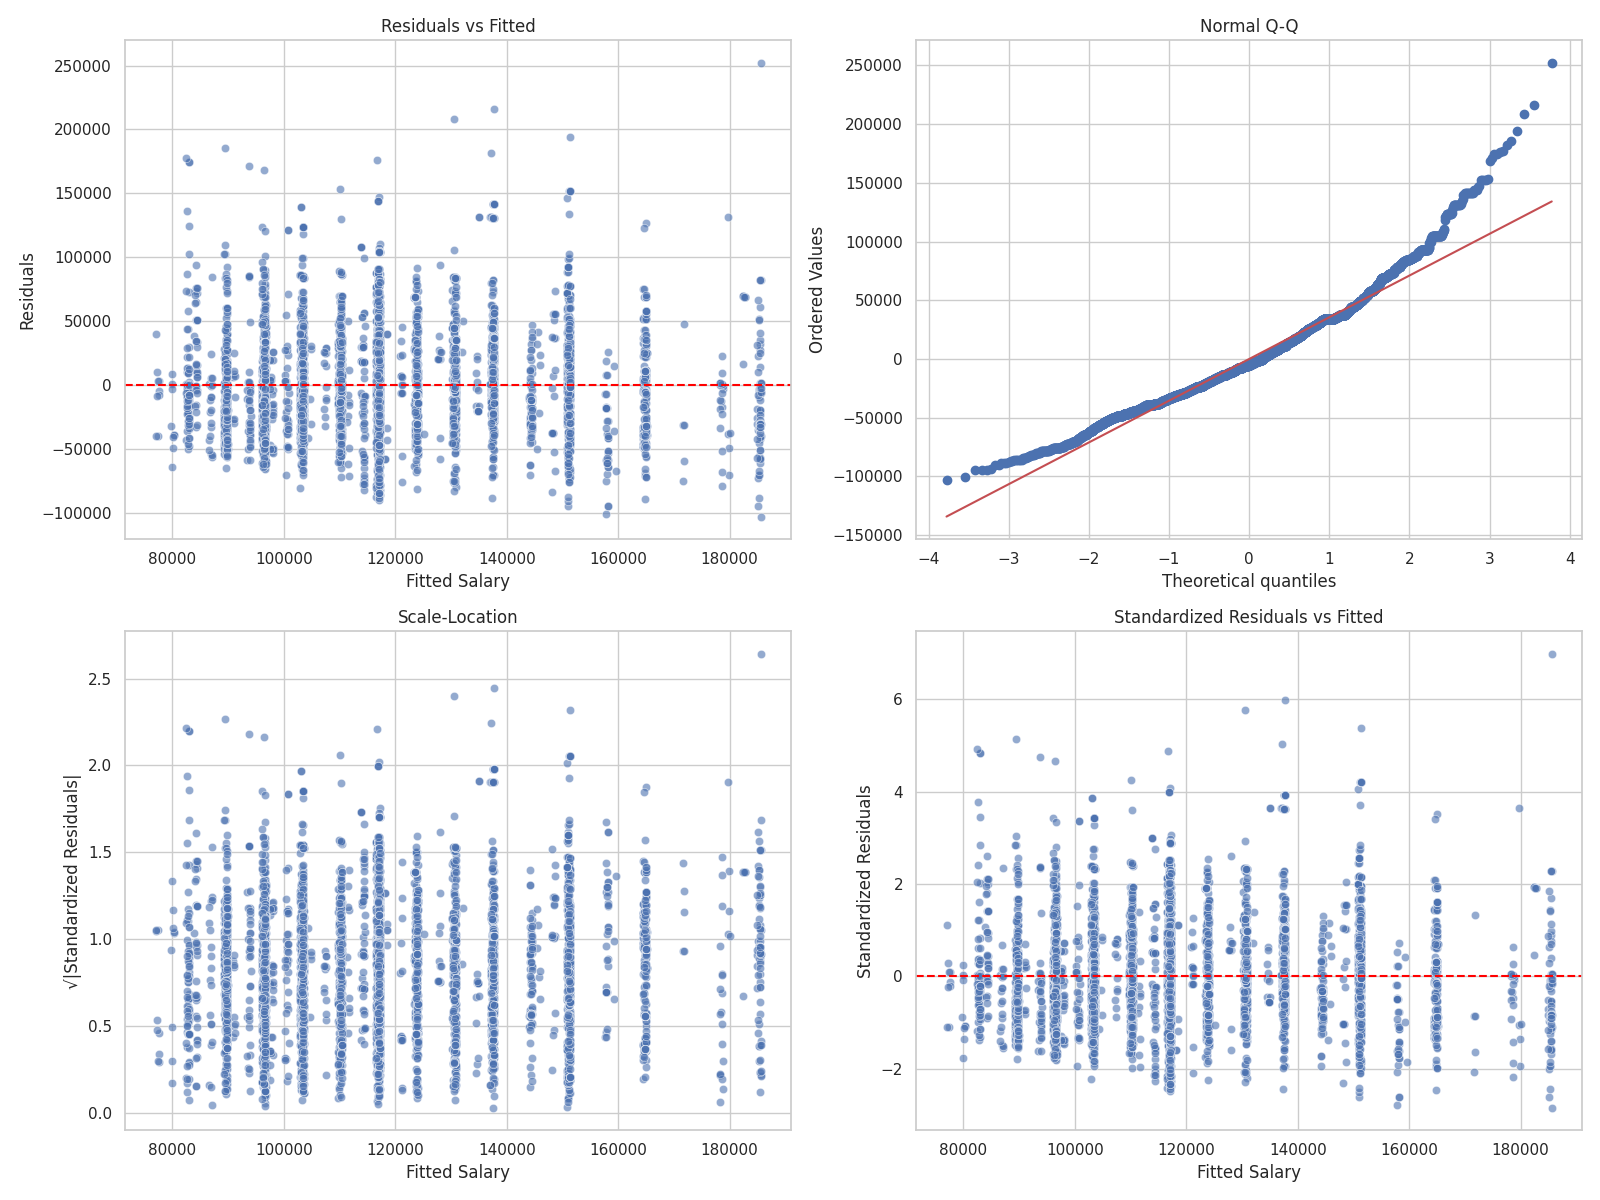 Residuals vs Fitted
Residuals
250000
200000
150000
100000
50000
0
−50000
−100000
80000 100000 120000 140000 160000 180000
Fitted Salary
Normal Q-Q
Ordered Values
250000
200000
150000
100000
50000
0
−50000
−100000
−150000
−4 −3 −2 −1 0 1 2 3 4
Theoretical quantiles
Scale-Location
√|Standardized Residuals|
2.5
2.0
1.5
1.0
0.5
0.0
80000 100000 120000 140000 160000 180000
Fitted Salary
Standardized Residuals vs Fitted
Standardized Residuals
6
4
2
0
−2
80000 100000 120000 140000 160000 180000
Fitted Salary